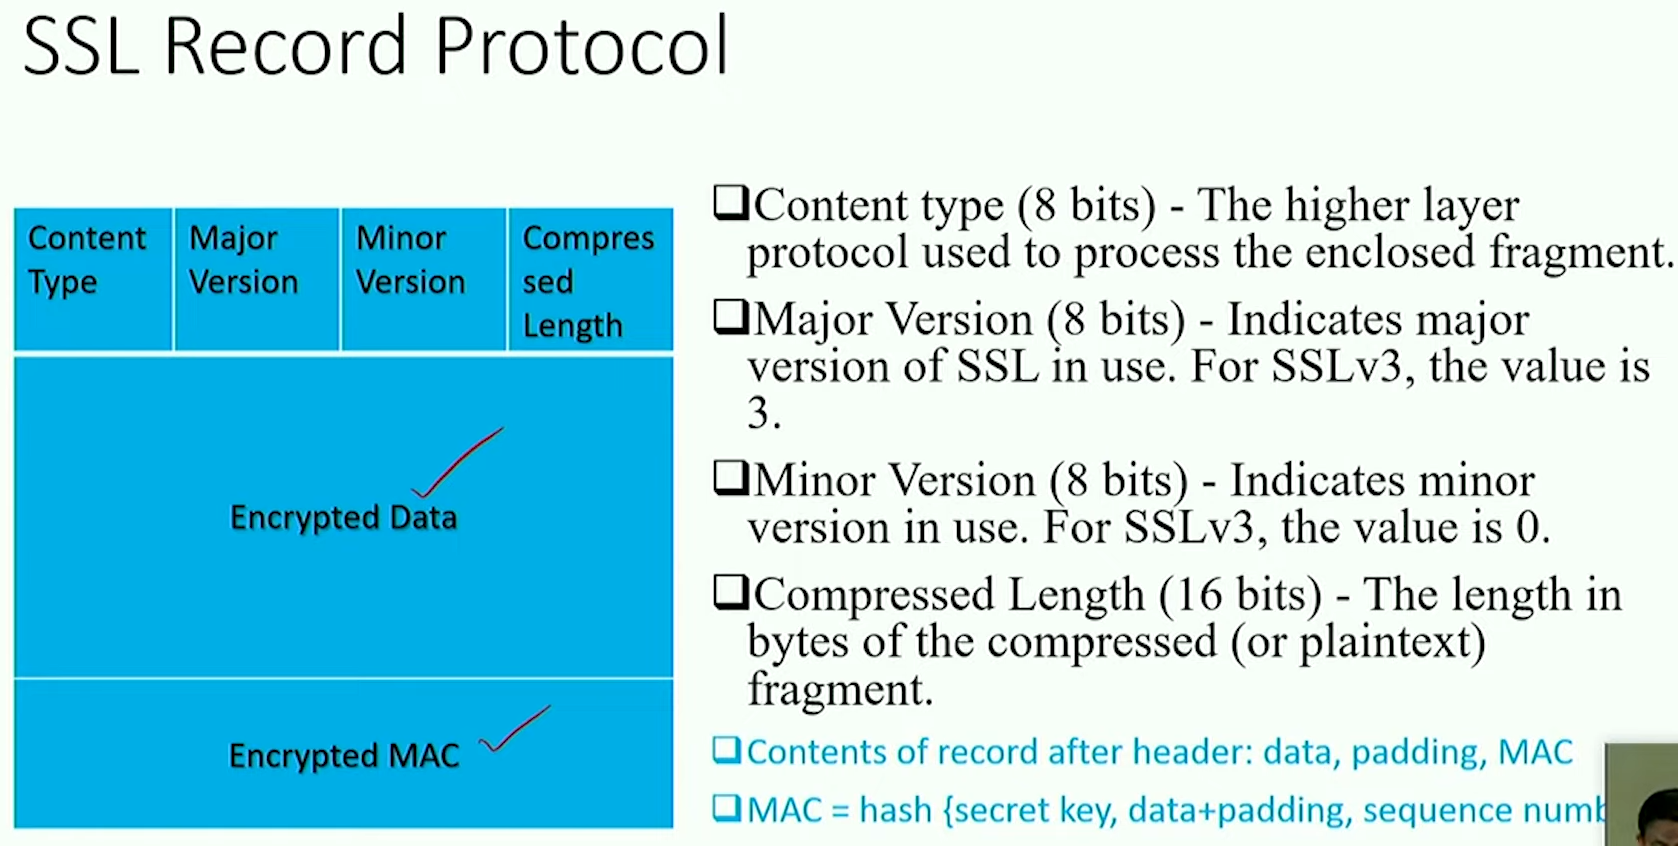 SSL Record Protocol
Content
Type
Major
Version
Minor
Version
Compres
sed
Length
Encrypted Data
Encrypted MAC
❑Content type (8 bits) - The higher layer
protocol used to process the enclosed fragment.
❑Major Version (8 bits) - Indicates major
version of SSL in use. For SSLv3, the value is
3.
❑Minor Version (8 bits) - Indicates minor
version in use. For SSLv3, the value is 0.
❑Compressed Length (16 bits) - The length in
bytes of the compressed (or plaintext)
fragment.
❑Contents of record after header: data, padding, MAC
❑MAC = hash {secret key, data+padding, sequence